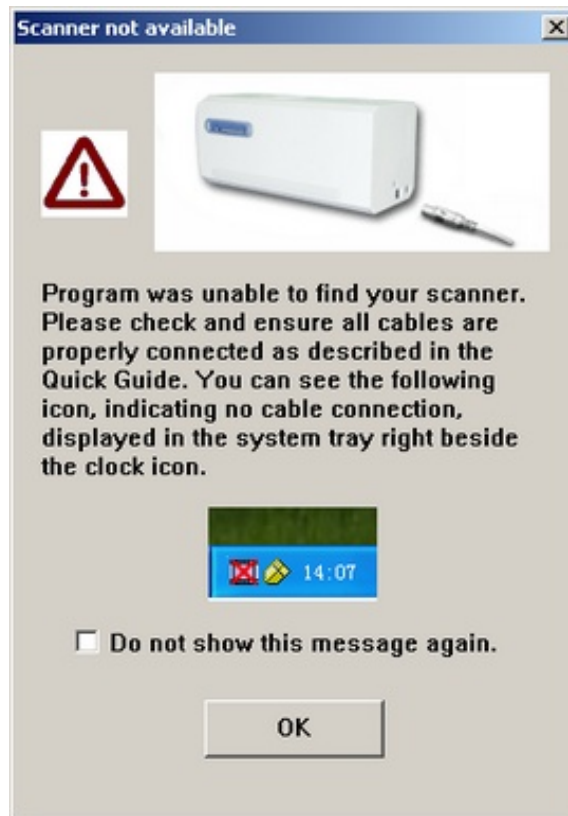 Scanner not available
Program was unable to find your scanner.
Please check and ensure all cables are
properly connected as described in the
Quick Guide. You can see the following
icon, indicating no cable connection,
displayed in the system tray right beside
the clock icon.
14:07
Do not show this message again.
OK